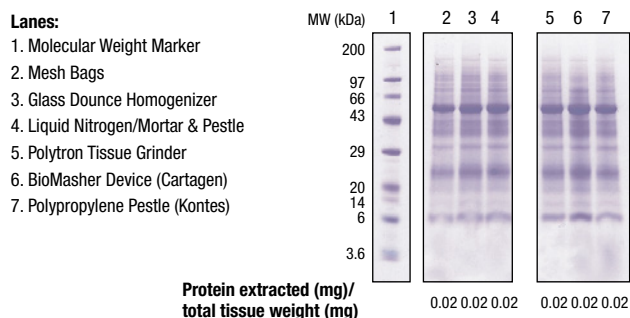 Lanes:
1. Molecular Weight Marker
2. Mesh Bags
3. Glass Dounce Homogenizer
4. Liquid Nitrogen/Mortar & Pestle
5. Polytron Tissue Grinder
6. BioMasher Device (Cartagen)
7. Polypropylene Pestle (Kontes)
MW (kDa) 1 2 3 4 5 6 7
200
97
66
43
29
20
14
6
3.6
Protein extracted (mg)/
total tissue weight (mg)
0.02 0.02 0.02 0.02 0.02 0.02